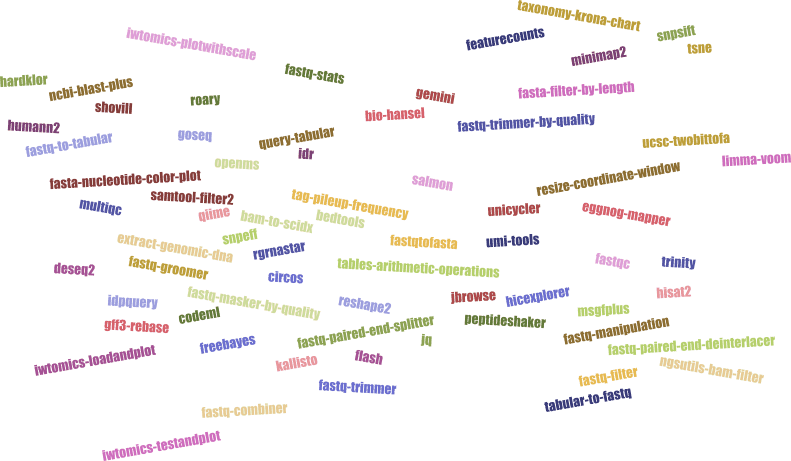 taxonomy-krona-chart
iwtomics-plotwithscale
featurecounts
snpsift
tsne
minimap2
fastq-stats
hardklor
ncbi-blast-plus
gemini
fasta-filter-by-length
roary
shovill
bio-hansel
humann2
fastq-trimmer-by-quality
goseq
query-tabular
fastq-to-tabular
ucsc-twobittofa
idr
limma-voom
openms
fasta-nucleotide-color-plot
salmon
resize-coordinate-window
samtool-filter2
tag-pileup-frequency
multiqc
qiime
bam-to-scidx
bedtools
unicycler
eggnog-mapper
snpeff
extract-genomic-dna
rgrnastar
fastqtofasta
umi-tools
fastqc
trinity
deseq2
fastq-groomer
circos
tables-arithmetic-operations
idpquery
fastq-masker-by-quality
reshape2
jbrowse
hicexplorer
hisat2
gff3-rebase
codeml
msgfplus
peptideshaker
fastq-paired-end-splitter
jq
fastq-manipulation
freebayes
fastq-paired-end-deinterlacer
iwtomics-loadandplot
kallisto
flash
ngsutils-bam-filter
fastq-filter
fastq-trimmer
tabular-to-fastq
fastq-combiner
iwtomics-testandplot